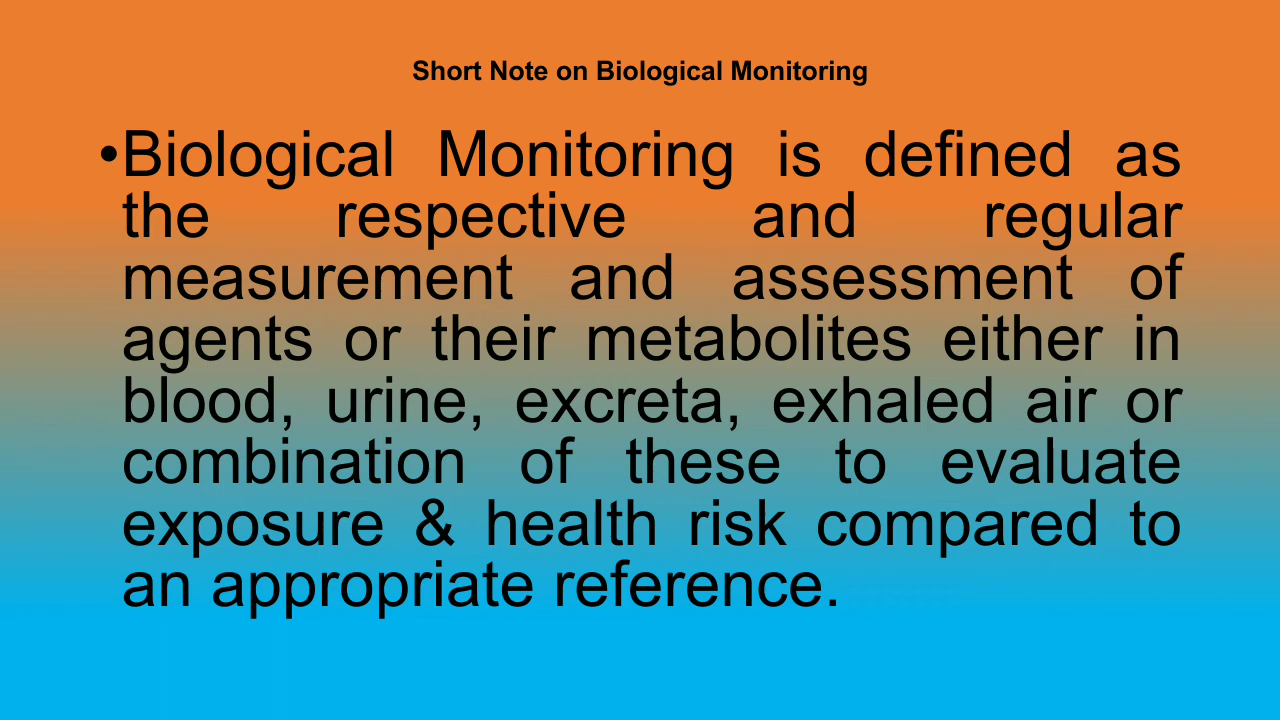 Short Note on Biological Monitoring
•Biological Monitoring is defined as
the respective and regular
measurement and assessment of
agents or their metabolites either in
blood, urine, excreta, exhaled air or
combination of these to evaluate
exposure & health risk compared to
an appropriate reference.